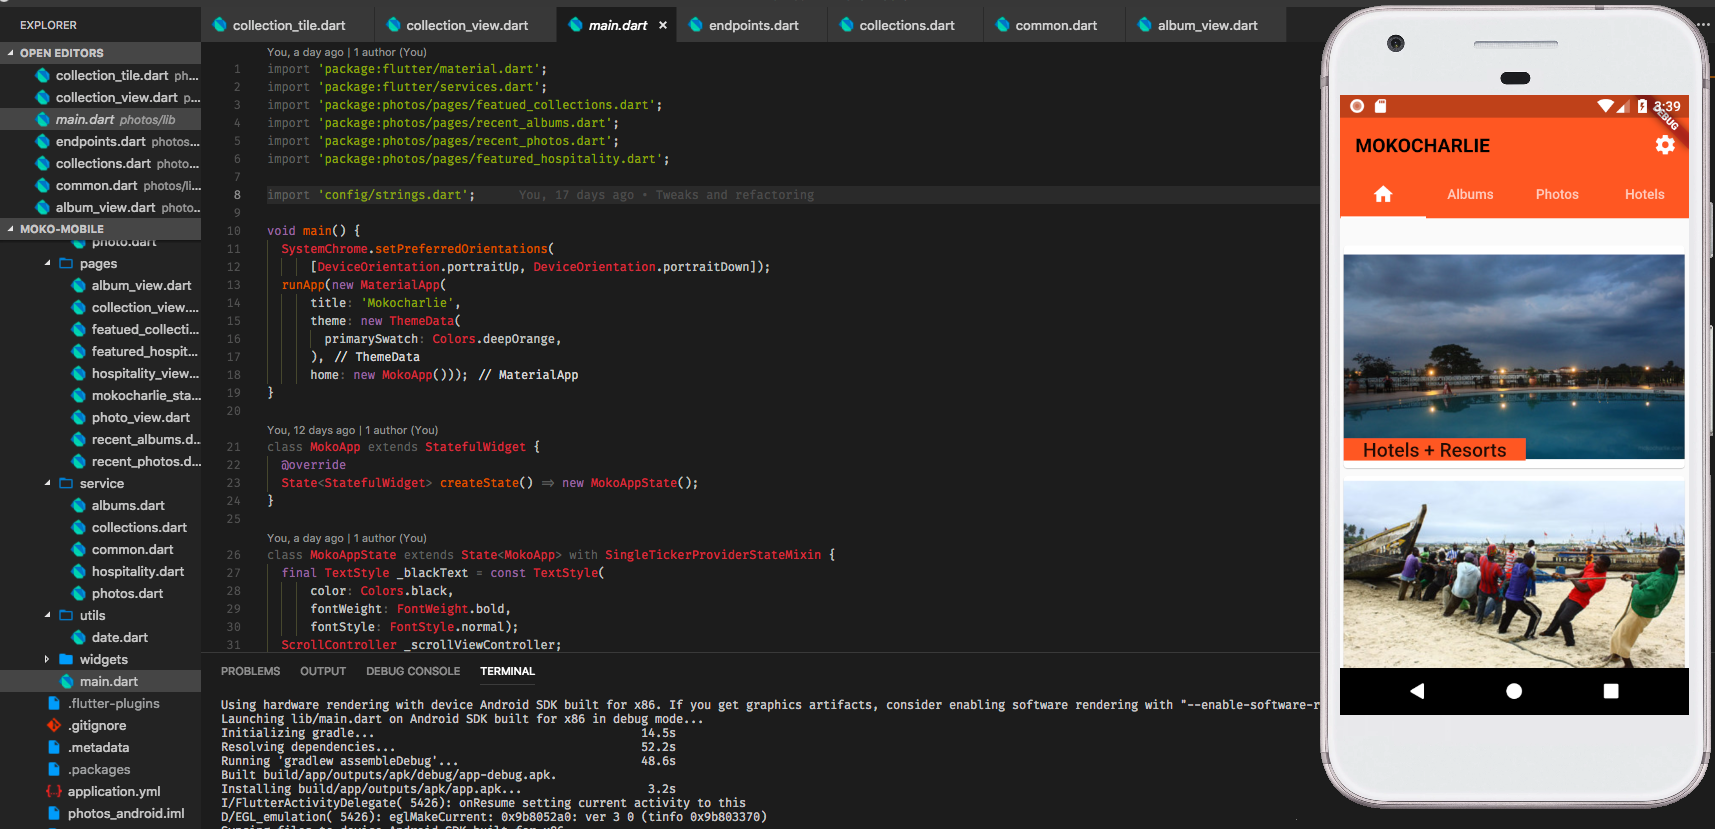 EXPLORER
OPEN EDITORS
collection_tile.dart ph...
collection_view.dart p...
main.dart photos/lib
endpoints.dart photos...
collections.dart photo...
common.dart photos/li...
album_view.dart photo...
MOKO-MOBILE
photo.dart
pages
album_view.dart
collection_view....
featued_collecti...
featured_hospit...
hospitality_view...
mokocharlie_sta...
photo_view.dart
recent_albums.d...
recent_photos.d...
service
albums.dart
collections.dart
common.dart
hospitality.dart
photos.dart
utils
date.dart
widgets
main.dart
.flutter-plugins
.gitignore
.metadata
.packages
application.yml
photos_android.iml
collection_tile.dart collection_view.dart main.dart × endpoints.dart collections.dart common.dart album_view.dart ...
You, a day ago | 1 author (You)
1 import 'package:flutter/material.dart';
2 import 'package:flutter/services.dart';
3 import 'package:photos/pages/featued_collections.dart';
4 import 'package:photos/pages/recent_albums.dart';
5 import 'package:photos/pages/recent_photos.dart';
6 import 'package:photos/pages/featured_hospitality.dart';
7
8 import 'config/strings.dart'; You, 17 days ago • Tweaks and refactoring
9
10 void main() {
11 SystemChrome.setPreferredOrientations(
12 [DeviceOrientation.portraitUp, DeviceOrientation.portraitDown]);
13 runApp(new MaterialApp(
14 title: 'Mokocharlie',
15 theme: new ThemeData(
16 primarySwatch: Colors.deepOrange,
17 ), // ThemeData
18 home: new MokoApp())); // MaterialApp
19 }
20
You, 12 days ago | 1 author (You)
21 class MokoApp extends StatefulWidget {
22 @override
23 State<StatefulWidget> createState() => new MokoAppState();
24 }
25
You, a day ago | 1 author (You)
26 class MokoAppState extends State<MokoApp> with SingleTickerProviderStateMixin {
27 final TextStyle _blackText = const TextStyle(
28 color: Colors.black,
29 fontWeight: FontWeight.bold,
30 fontStyle: FontStyle.normal);
31 ScrollController _scrollViewController;
PROBLEMS OUTPUT DEBUG CONSOLE TERMINAL
Using hardware rendering with device Android SDK built for x86. If you get graphics artifacts, consider enabling software rendering with "--enable-software-r
Launching lib/main.dart on Android SDK built for x86 in debug mode...
Initializing gradle... 14.5s
Resolving dependencies... 52.2s
Running 'gradlew assembleDebug'... 48.6s
Built build/app/outputs/apk/debug/app-debug.apk.
Installing build/app/outputs/apk/app.apk... 3.2s
I/FlutterActivityDelegate( 5426): onResume setting current activity to this
D/EGL_emulation( 5426): eglMakeCurrent: 0x9b8052a0: ver 3 0 (tinfo 0x9b803370)
Syncing files to device Android SDK built for x86...
3:39
DEBUG
MOKOCHARLIE
Albums Photos Hotels
Hotels + Resorts